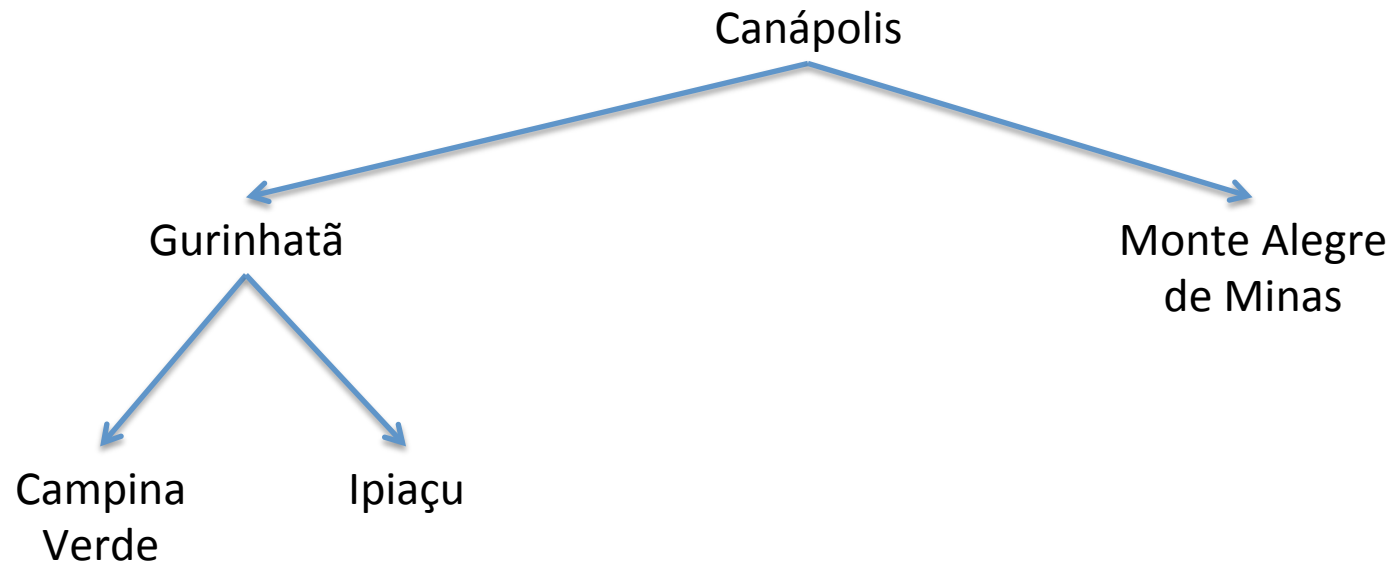 Canápolis
Gurinhatã
Monte Alegre
de Minas
Campina
Verde
Ipiaçu